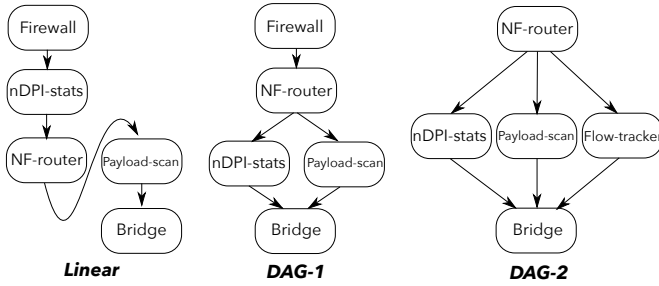 Firewall
nDPI-stats
NF-router
Payload-scan
Bridge
Linear
Firewall
NF-router
nDPI-stats
Payload-scan
Bridge
DAG-1
NF-router
nDPI-stats
Payload-scan
Flow-tracker
Bridge
DAG-2